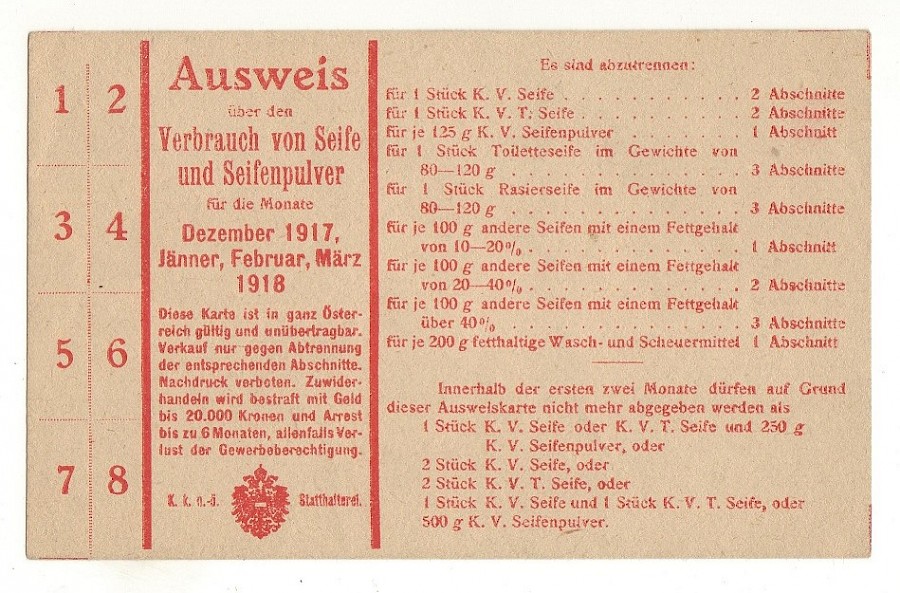 1 2
3 4
5 6
7 8
Ausweis
über den
Verbrauch von Seife
und Seifenpulver
für die Monate
Dezember 1917,
Jänner, Februar, März
1918
Diese Karte ist in ganz Öster-
reich gültig und unübertragbar.
Verkauf nur gegen Abtrennung
der entsprechenden Abschnitte.
Nachdruck verboten. Zuwider-
handeln wird bestraft mit Geld
bis 20.000 Kronen und Arrest
bis zu 6 Monaten, allenfalls Ver-
lust der Gewerbeberechtigung.
K. k. n.-ö. Statthalterei.
Es sind abzutrennen:
für 1 Stück K. V. Seife . . . . . . . . . . 2 Abschnitte
für 1 Stück K. V. T. Seife . . . . . . . . . 2 Abschnitte
für je 125 g K. V. Seifenpulver . . . . . . 1 Abschnitt
für 1 Stück Toiletteseife im Gewichte von
80—120 g . . . . . . . . . . . . . 3 Abschnitte
für 1 Stück Rasierseife im Gewichte von
80—120 g . . . . . . . . . . . . . 3 Abschnitte
für je 100 g andere Seifen mit einem Fettgehalt
von 10—20% . . . . . . . . . . . . 1 Abschnitt
für je 100 g andere Seifen mit einem Fettgehalt
von 20—40% . . . . . . . . . . . . 2 Abschnitte
für je 100 g andere Seifen mit einem Fettgehalt
über 40% . . . . . . . . . . . . . 3 Abschnitte
für je 200 g fetthaltige Wasch- und Scheuermittel 1 Abschnitt
Innerhalb der ersten zwei Monate dürfen auf Grund
dieser Ausweiskarte nicht mehr abgegeben werden als
1 Stück K. V. Seife oder K. V. T. Seife und 250 g
K. V. Seifenpulver, oder
2 Stück K. V. Seife, oder
2 Stück K. V. T. Seife, oder
1 Stück K. V. Seife und 1 Stück K. V. T. Seife, oder
500 g K. V. Seifenpulver.